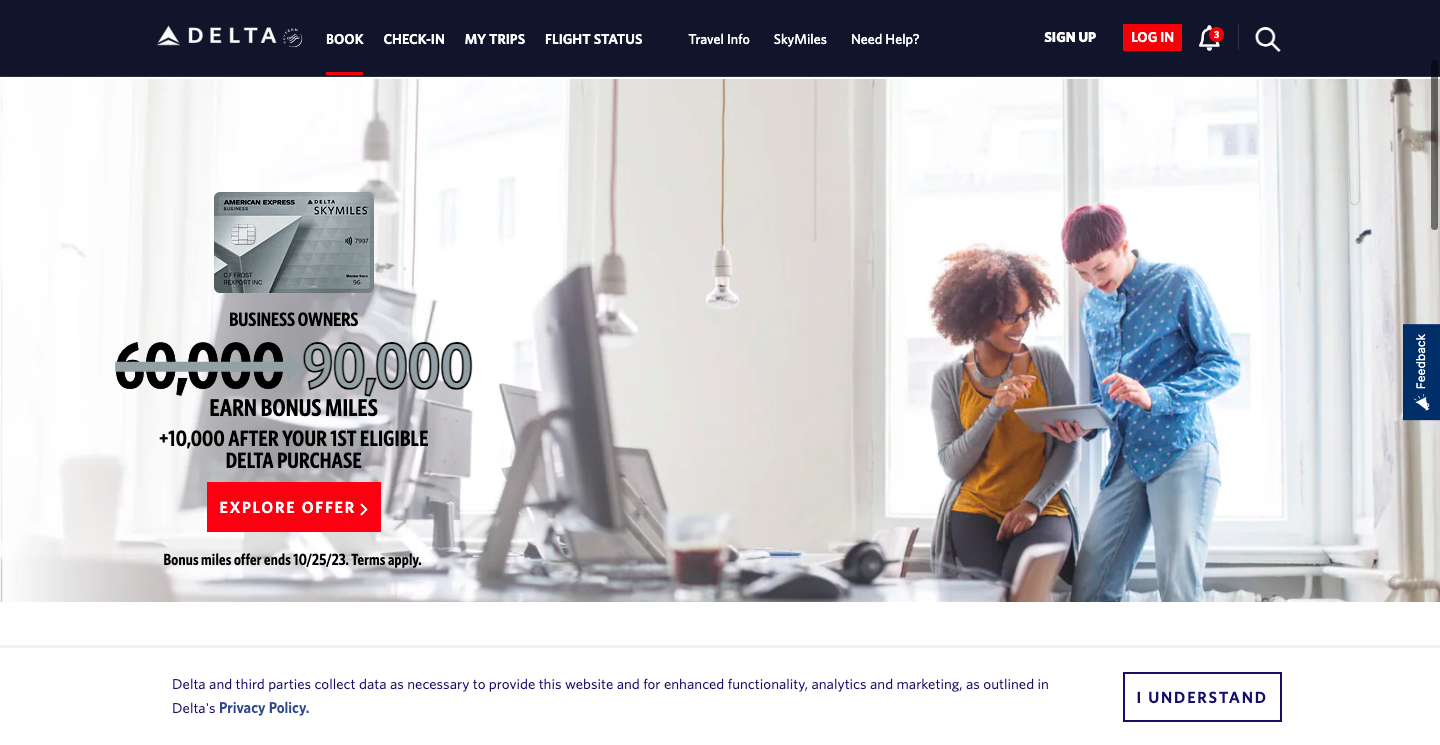 DELTA
BOOK
CHECK-IN
MY TRIPS
FLIGHT STATUS
Travel Info
SkyMiles
Need Help?
SIGN UP
LOG IN
3
AMERICAN EXPRESS
BUSINESS
DELTA
SKYMILES
7997
C F FROST
REXPORT INC
Member Since
96
BUSINESS OWNERS
60,000 90,000
EARN BONUS MILES
+10,000 AFTER YOUR 1ST ELIGIBLE
DELTA PURCHASE
EXPLORE OFFER
Bonus miles offer ends 10/25/23. Terms apply.
Feedback
Delta and third parties collect data as necessary to provide this website and for enhanced functionality, analytics and marketing, as outlined in
Delta's Privacy Policy.
I UNDERSTAND